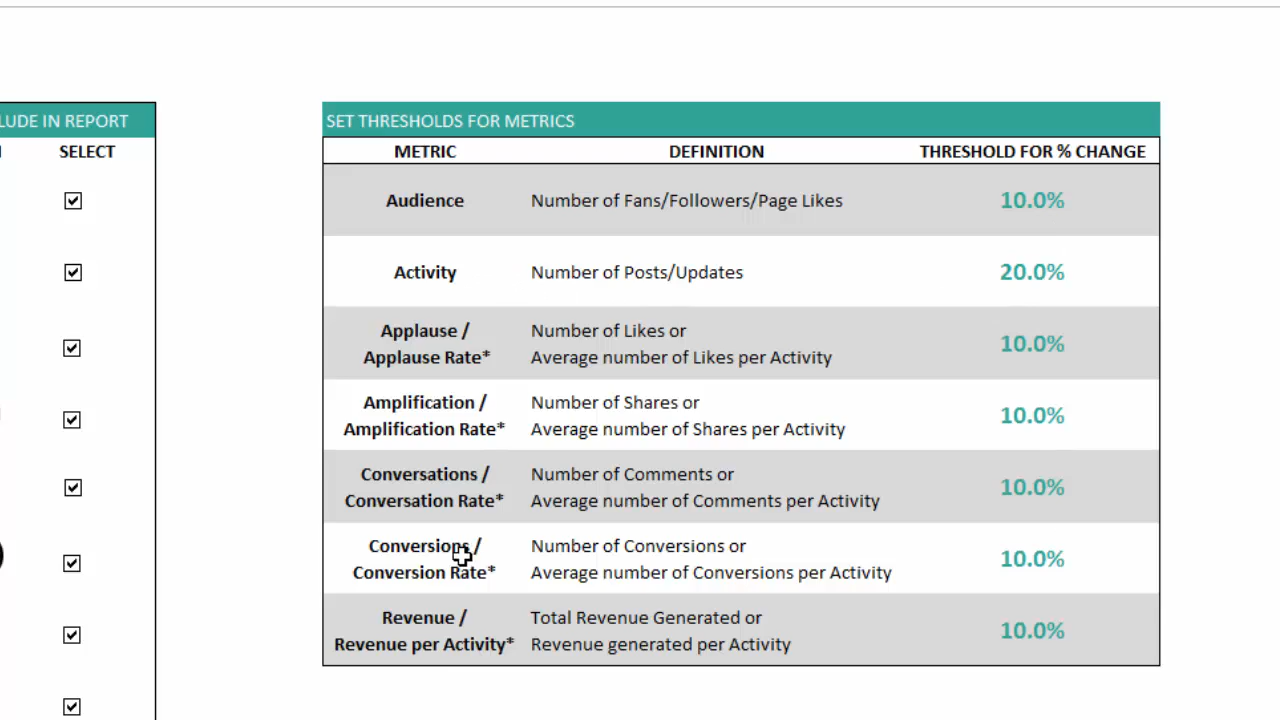 LUDE IN REPORT
SELECT
SET THRESHOLDS FOR METRICS
METRIC DEFINITION THRESHOLD FOR % CHANGE
Audience Number of Fans/Followers/Page Likes 10.0%
Activity Number of Posts/Updates 20.0%
Applause / Number of Likes or
Applause Rate* Average number of Likes per Activity
10.0%
Amplification / Number of Shares or
Amplification Rate* Average number of Shares per Activity
10.0%
Conversations / Number of Comments or
Conversation Rate* Average number of Comments per Activity
10.0%
Conversions / Number of Conversions or
Conversion Rate* Average number of Conversions per Activity
10.0%
Revenue / Total Revenue Generated or
Revenue per Activity* Revenue generated per Activity
10.0%